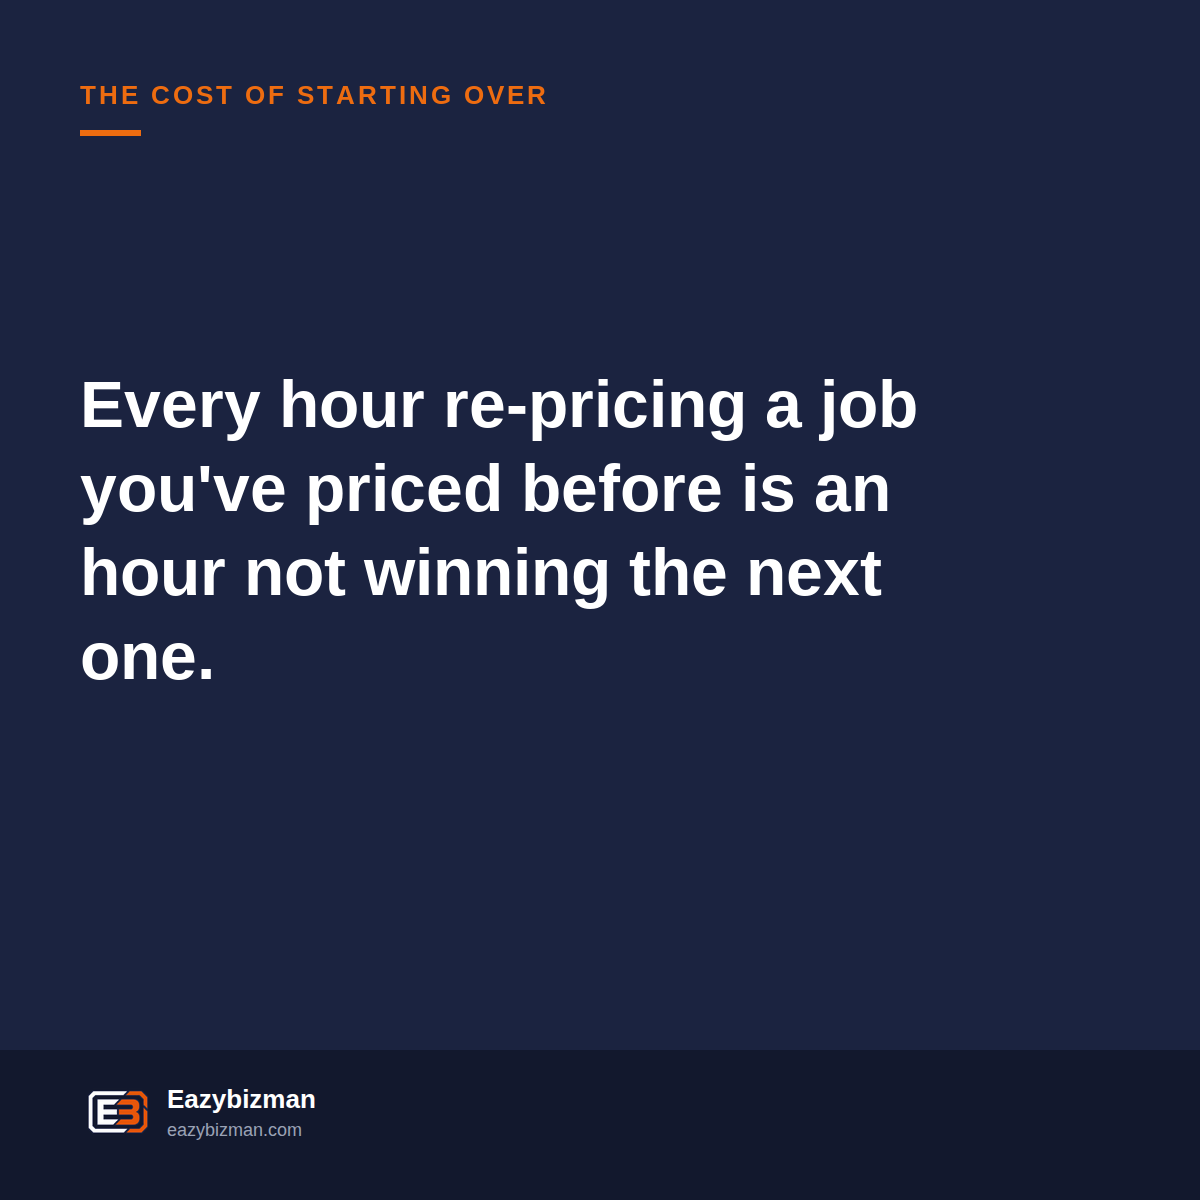 THE COST OF STARTING OVER
Every hour re-pricing a job
you've priced before is an
hour not winning the next
one.
EB
Eazybizman
eazybizman.com